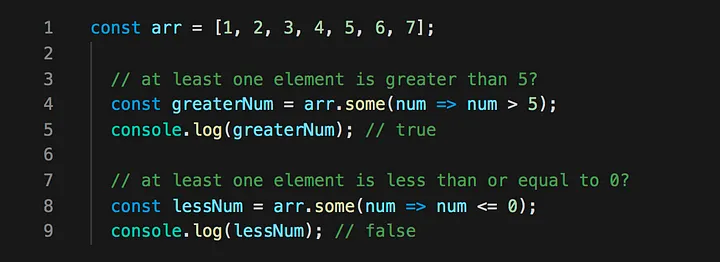 1 const arr = [1, 2, 3, 4, 5, 6, 7];
2
3 // at least one element is greater than 5?
4 const greaterNum = arr.some(num => num > 5);
5 console.log(greaterNum); // true
6
7 // at least one element is less than or equal to 0?
8 const lessNum = arr.some(num => num <= 0);
9 console.log(lessNum); // false